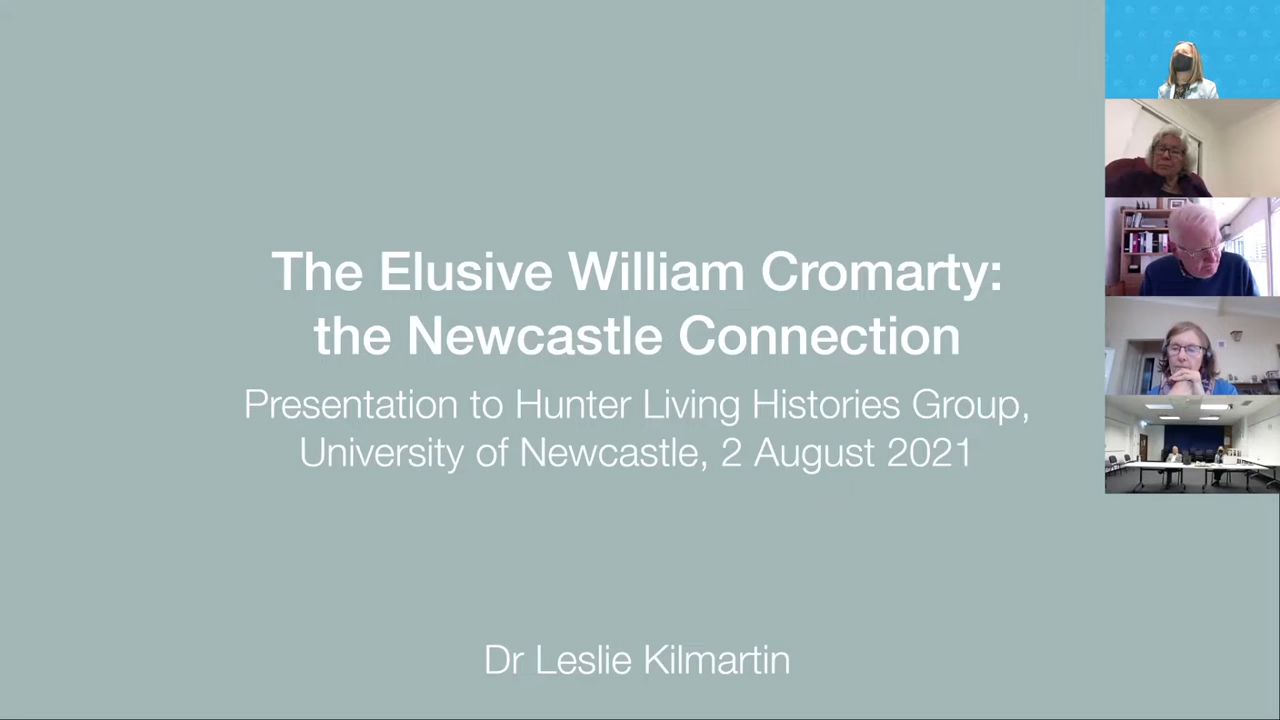 The Elusive William Cromarty:
the Newcastle Connection
Presentation to Hunter Living Histories Group,
University of Newcastle, 2 August 2021
Dr Leslie Kilmartin